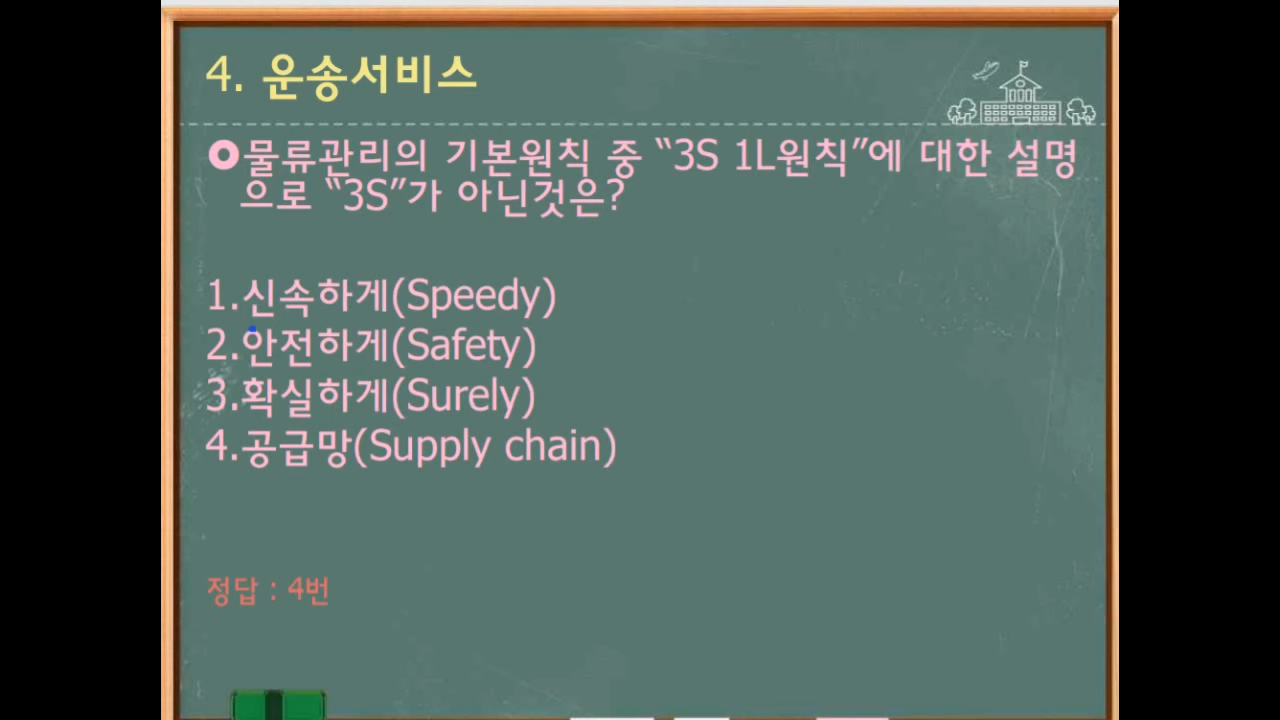 4. 운송서비스
물류관리의 기본원칙 중 “3S 1L원칙”에 대한 설명
으로 “3S”가 아닌것은?
1.신속하게(Speedy)
2.안전하게(Safety)
3.확실하게(Surely)
4.공급망(Supply chain)
정답 : 4번